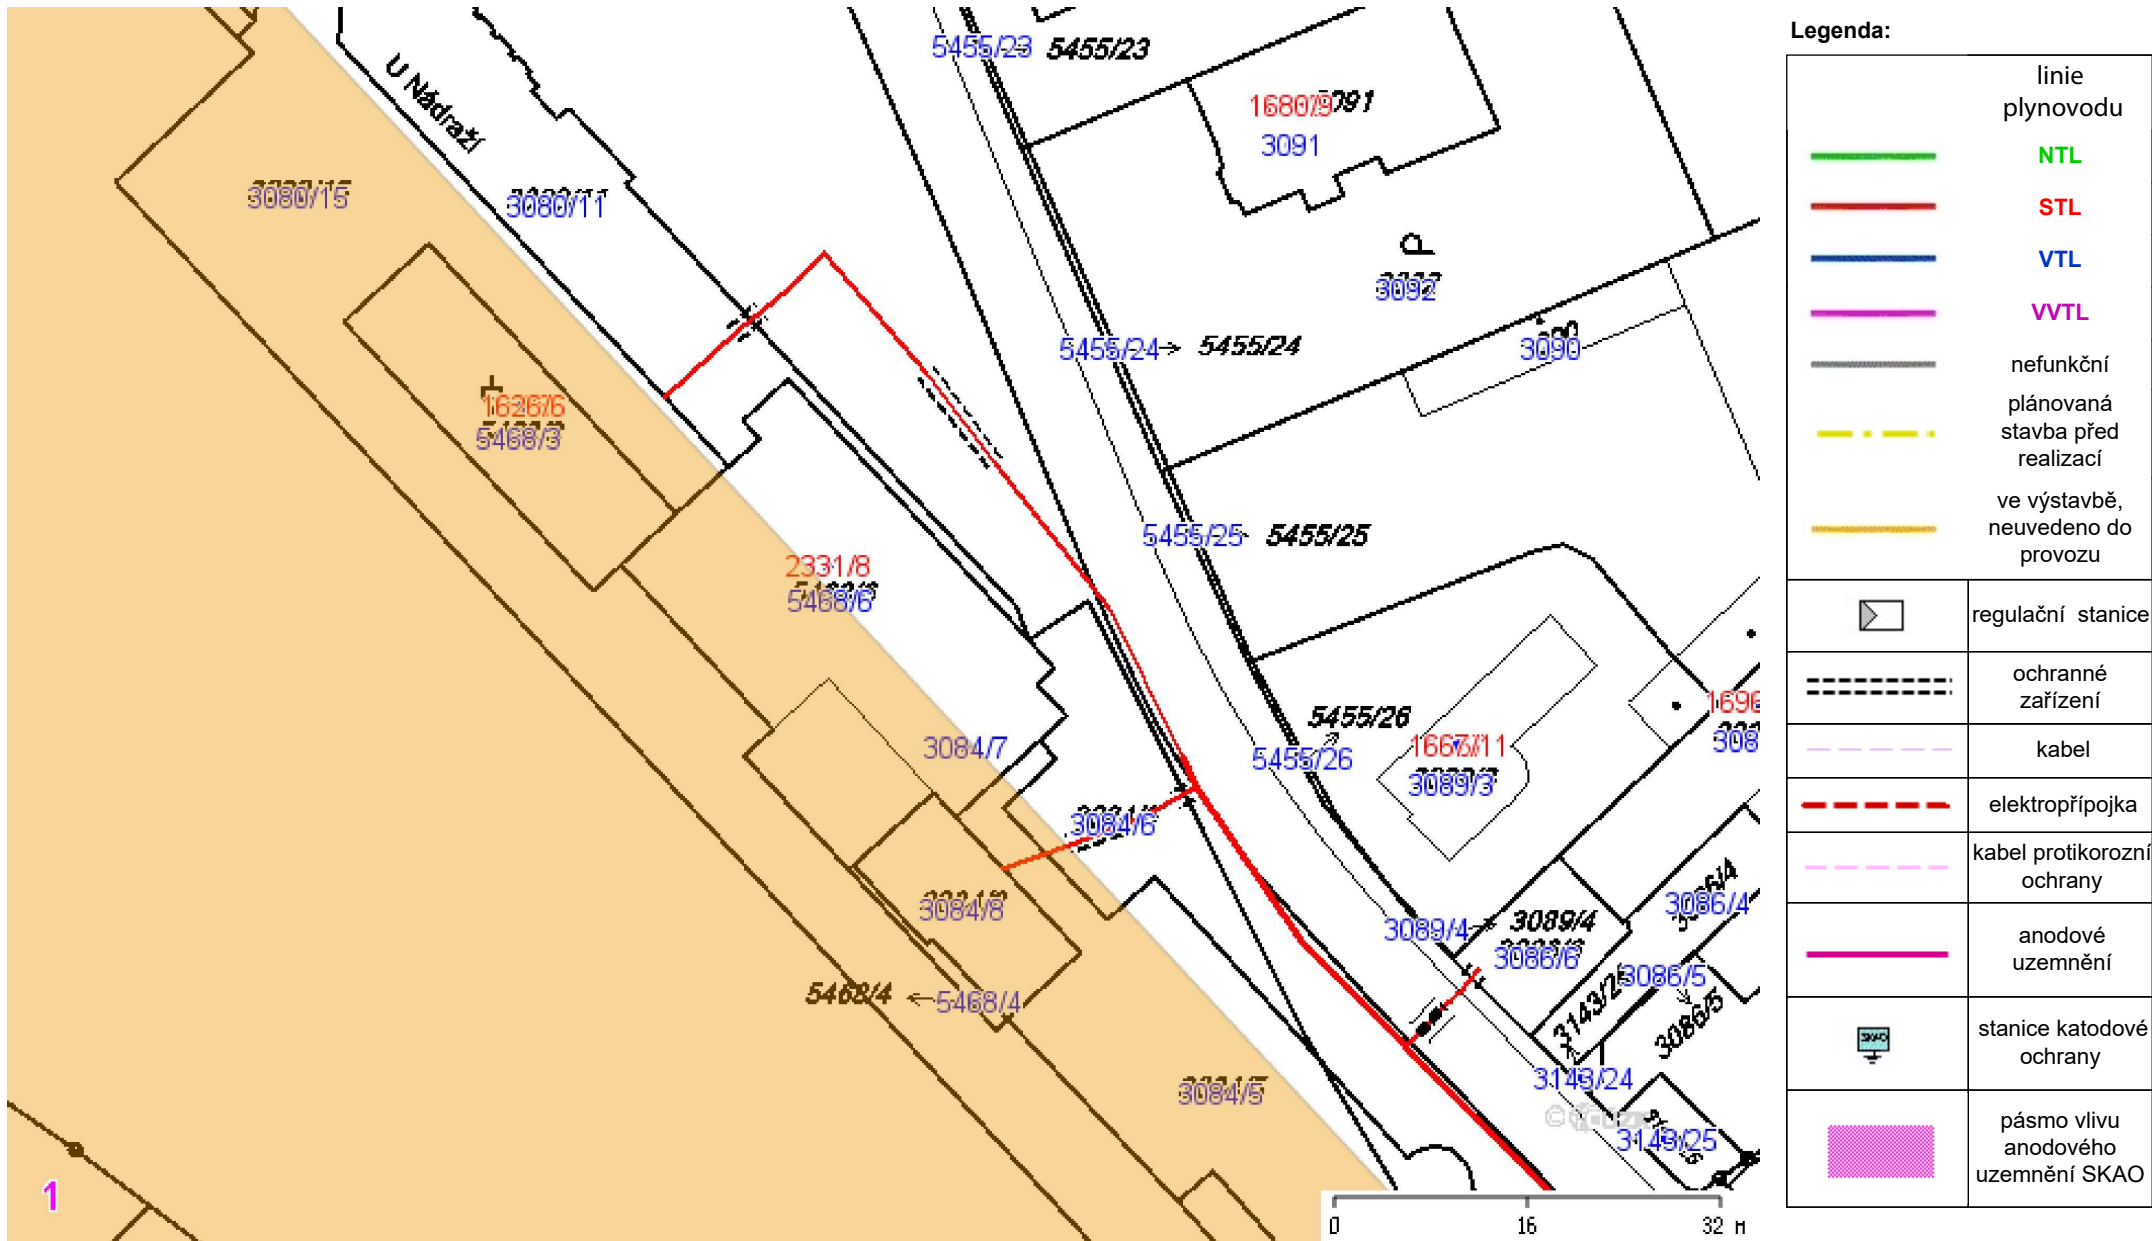 U Nádraží
5455/23
5455/23
1680/9
3091
3080/15
3080/11
P
3092
5455/24
5455/24
3090
1626/6
5468/3
5455/25
5455/25
2331/8
5468/6
5455/26
5455/26
1667/11
3089/3
3084/7
3084/6
3084/8
3089/4
3089/4
3086/6
3086/4
3086/5
3086/5
5468/4
5468/4
3084/5
3143/24
3143/25
1
0 16 32 M
Legenda:
linie
plynovodu
NTL
STL
VTL
VVTL
nefunkční
plánovaná
stavba před
realizací
ve výstavbě,
neuvedeno do
provozu
regulační stanice
ochranné
zařízení
kabel
elektropřípojka
kabel protikorozní
ochrany
anodové
uzemnění
SKAO
stanice katodové
ochrany
pásmo vlivu
anodového
uzemnění SKAO